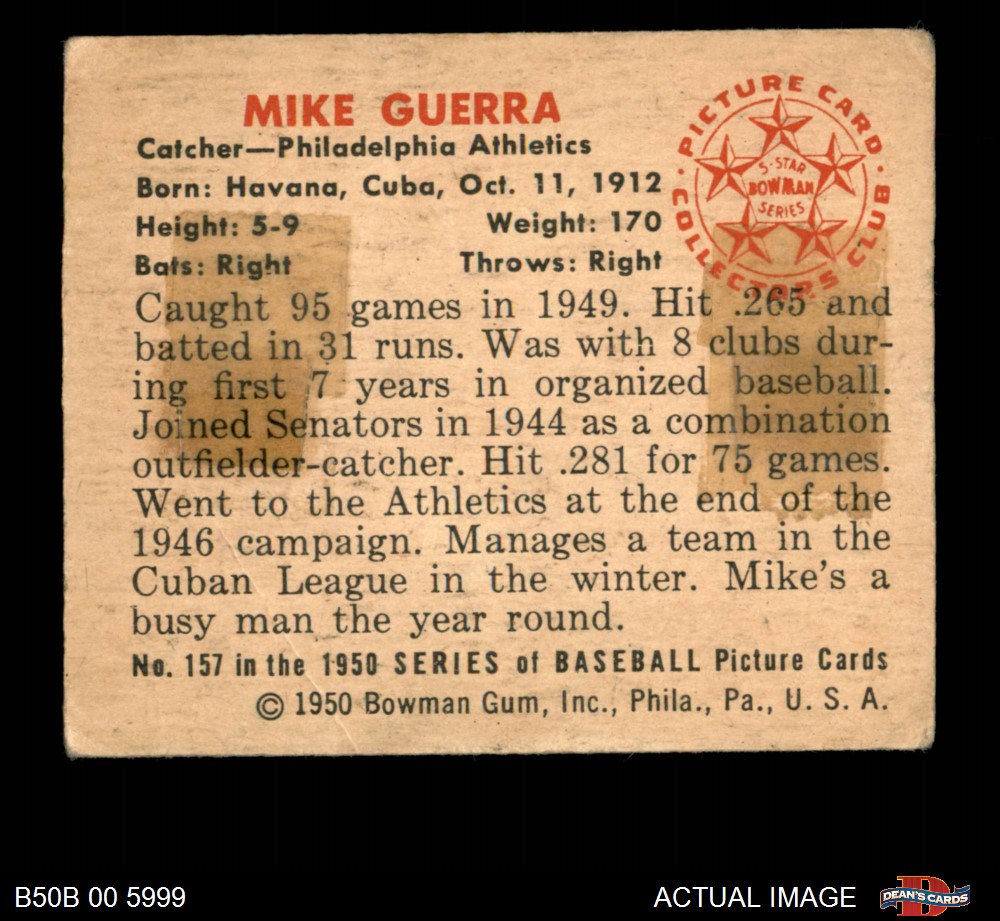 MIKE GUERRA
Catcher—Philadelphia Athletics
Born: Havana, Cuba, Oct. 11, 1912
Height: 5-9 Weight: 170
Bats: Right Throws: Right
PICTURE CARD
COLLECTORS CLUB
5-STAR
BOWMAN
SERIES
Caught 95 games in 1949. Hit .265 and
batted in 31 runs. Was with 8 clubs dur-
ing first 7 years in organized baseball.
Joined Senators in 1944 as a combination
outfielder-catcher. Hit .281 for 75 games.
Went to the Athletics at the end of the
1946 campaign. Manages a team in the
Cuban League in the winter. Mike's a
busy man the year round.
No. 157 in the 1950 SERIES of BASEBALL Picture Cards
© 1950 Bowman Gum, Inc., Phila., Pa., U. S. A.
B50B 00 5999
ACTUAL IMAGE
DEAN'S CARDS